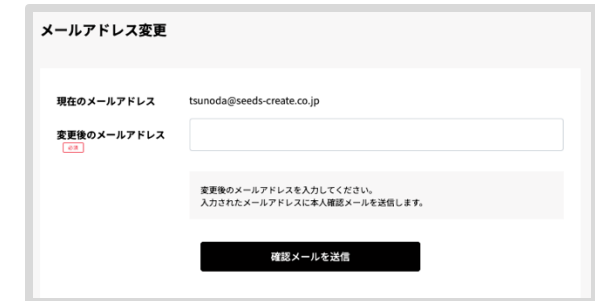 メールアドレス変更
現在のメールアドレス
tsunoda@seeds-create.co.jp
変更後のメールアドレス
必須
変更後のメールアドレスを入力してください。
入力されたメールアドレスに本人確認メールを送信します。
確認メールを送信